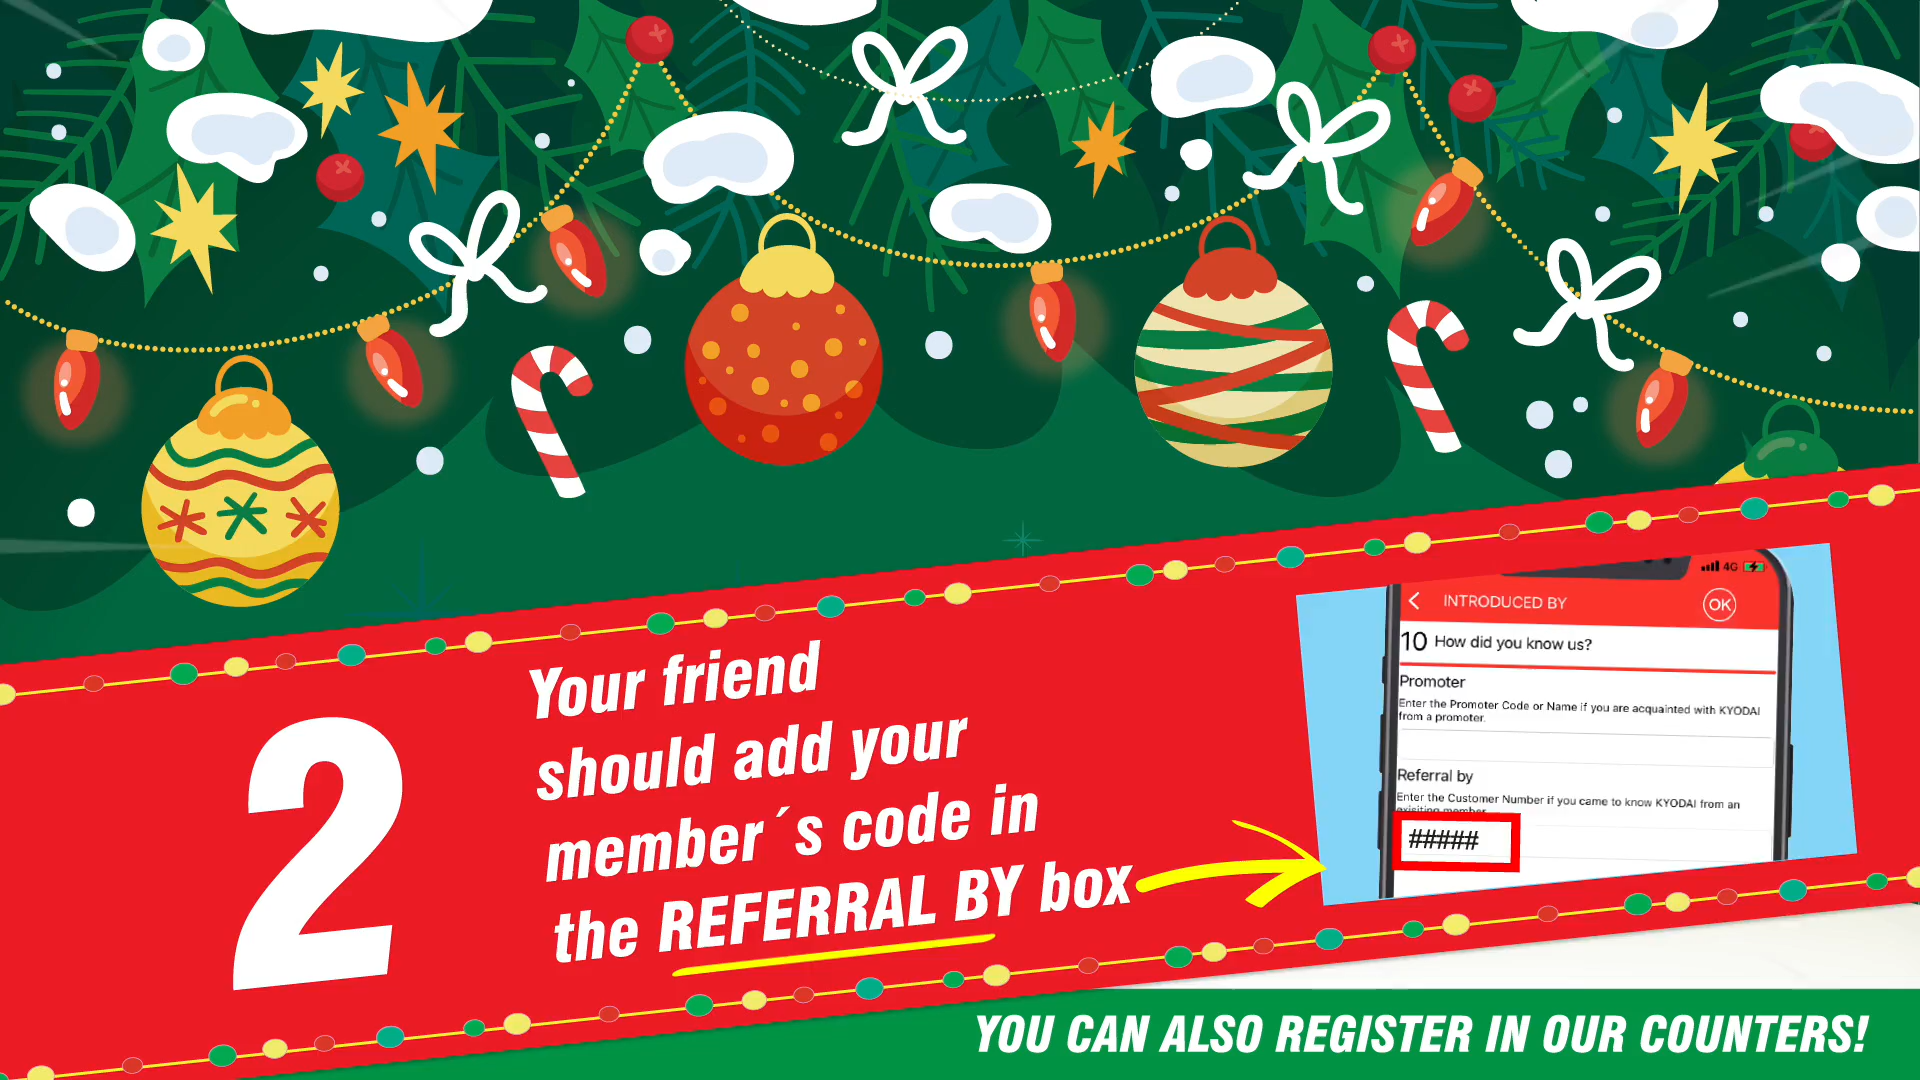 2
Your friend
should add your
member´s code in
the REFERRAL BY box
4G
INTRODUCED BY
OK
10 How did you know us?
Promoter
Enter the Promoter Code or Name if you are acquainted with KYODAI
from a promoter.
Referral by
Enter the Customer Number if you came to know KYODAI from an
exisiting member
#####
YOU CAN ALSO REGISTER IN OUR COUNTERS!